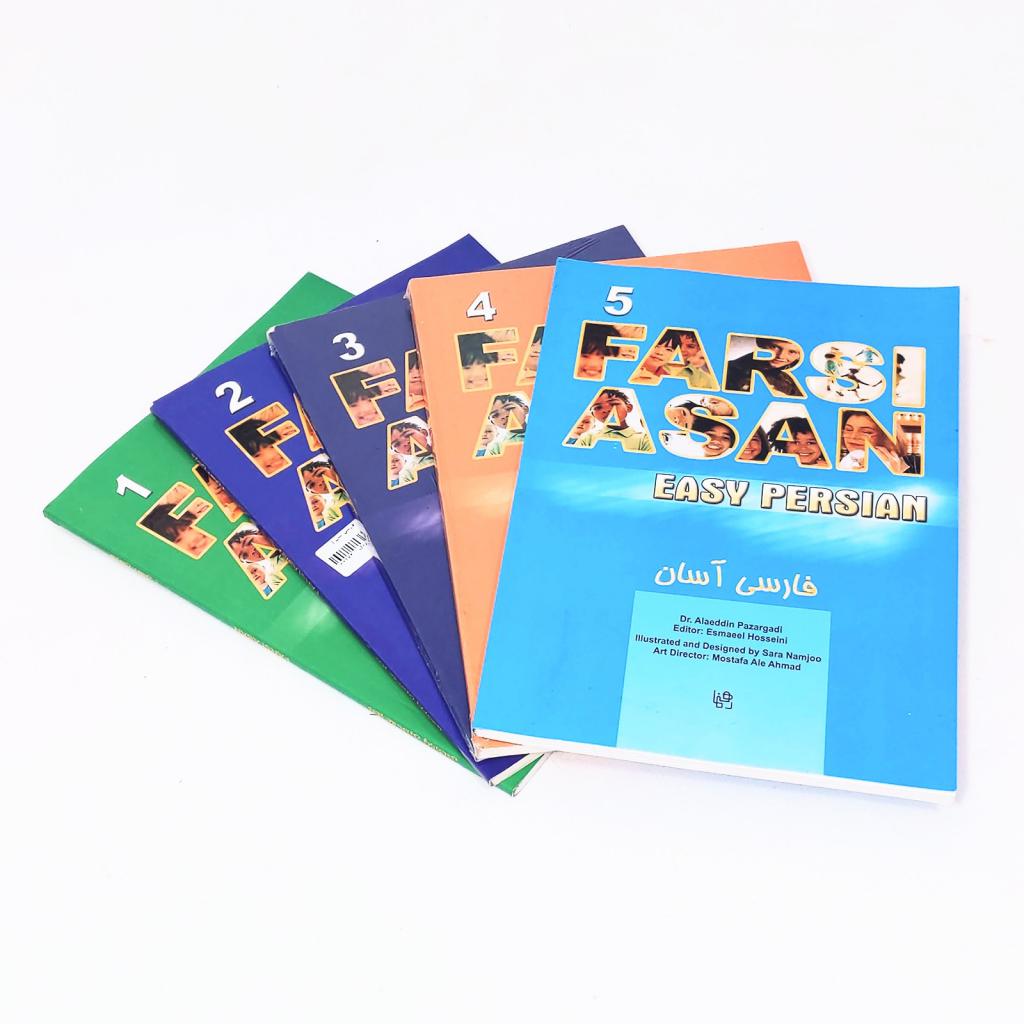 1
2
3
4
5
FARSI
ASAN
EASY PERSIAN
فارسی آسان
Dr. Alaeddin Pazargadi
Editor: Esmaeel Hosseini
Illustrated and Designed by Sara Namjoo
Art Director: Mostafa Ale Ahmad
رهنما